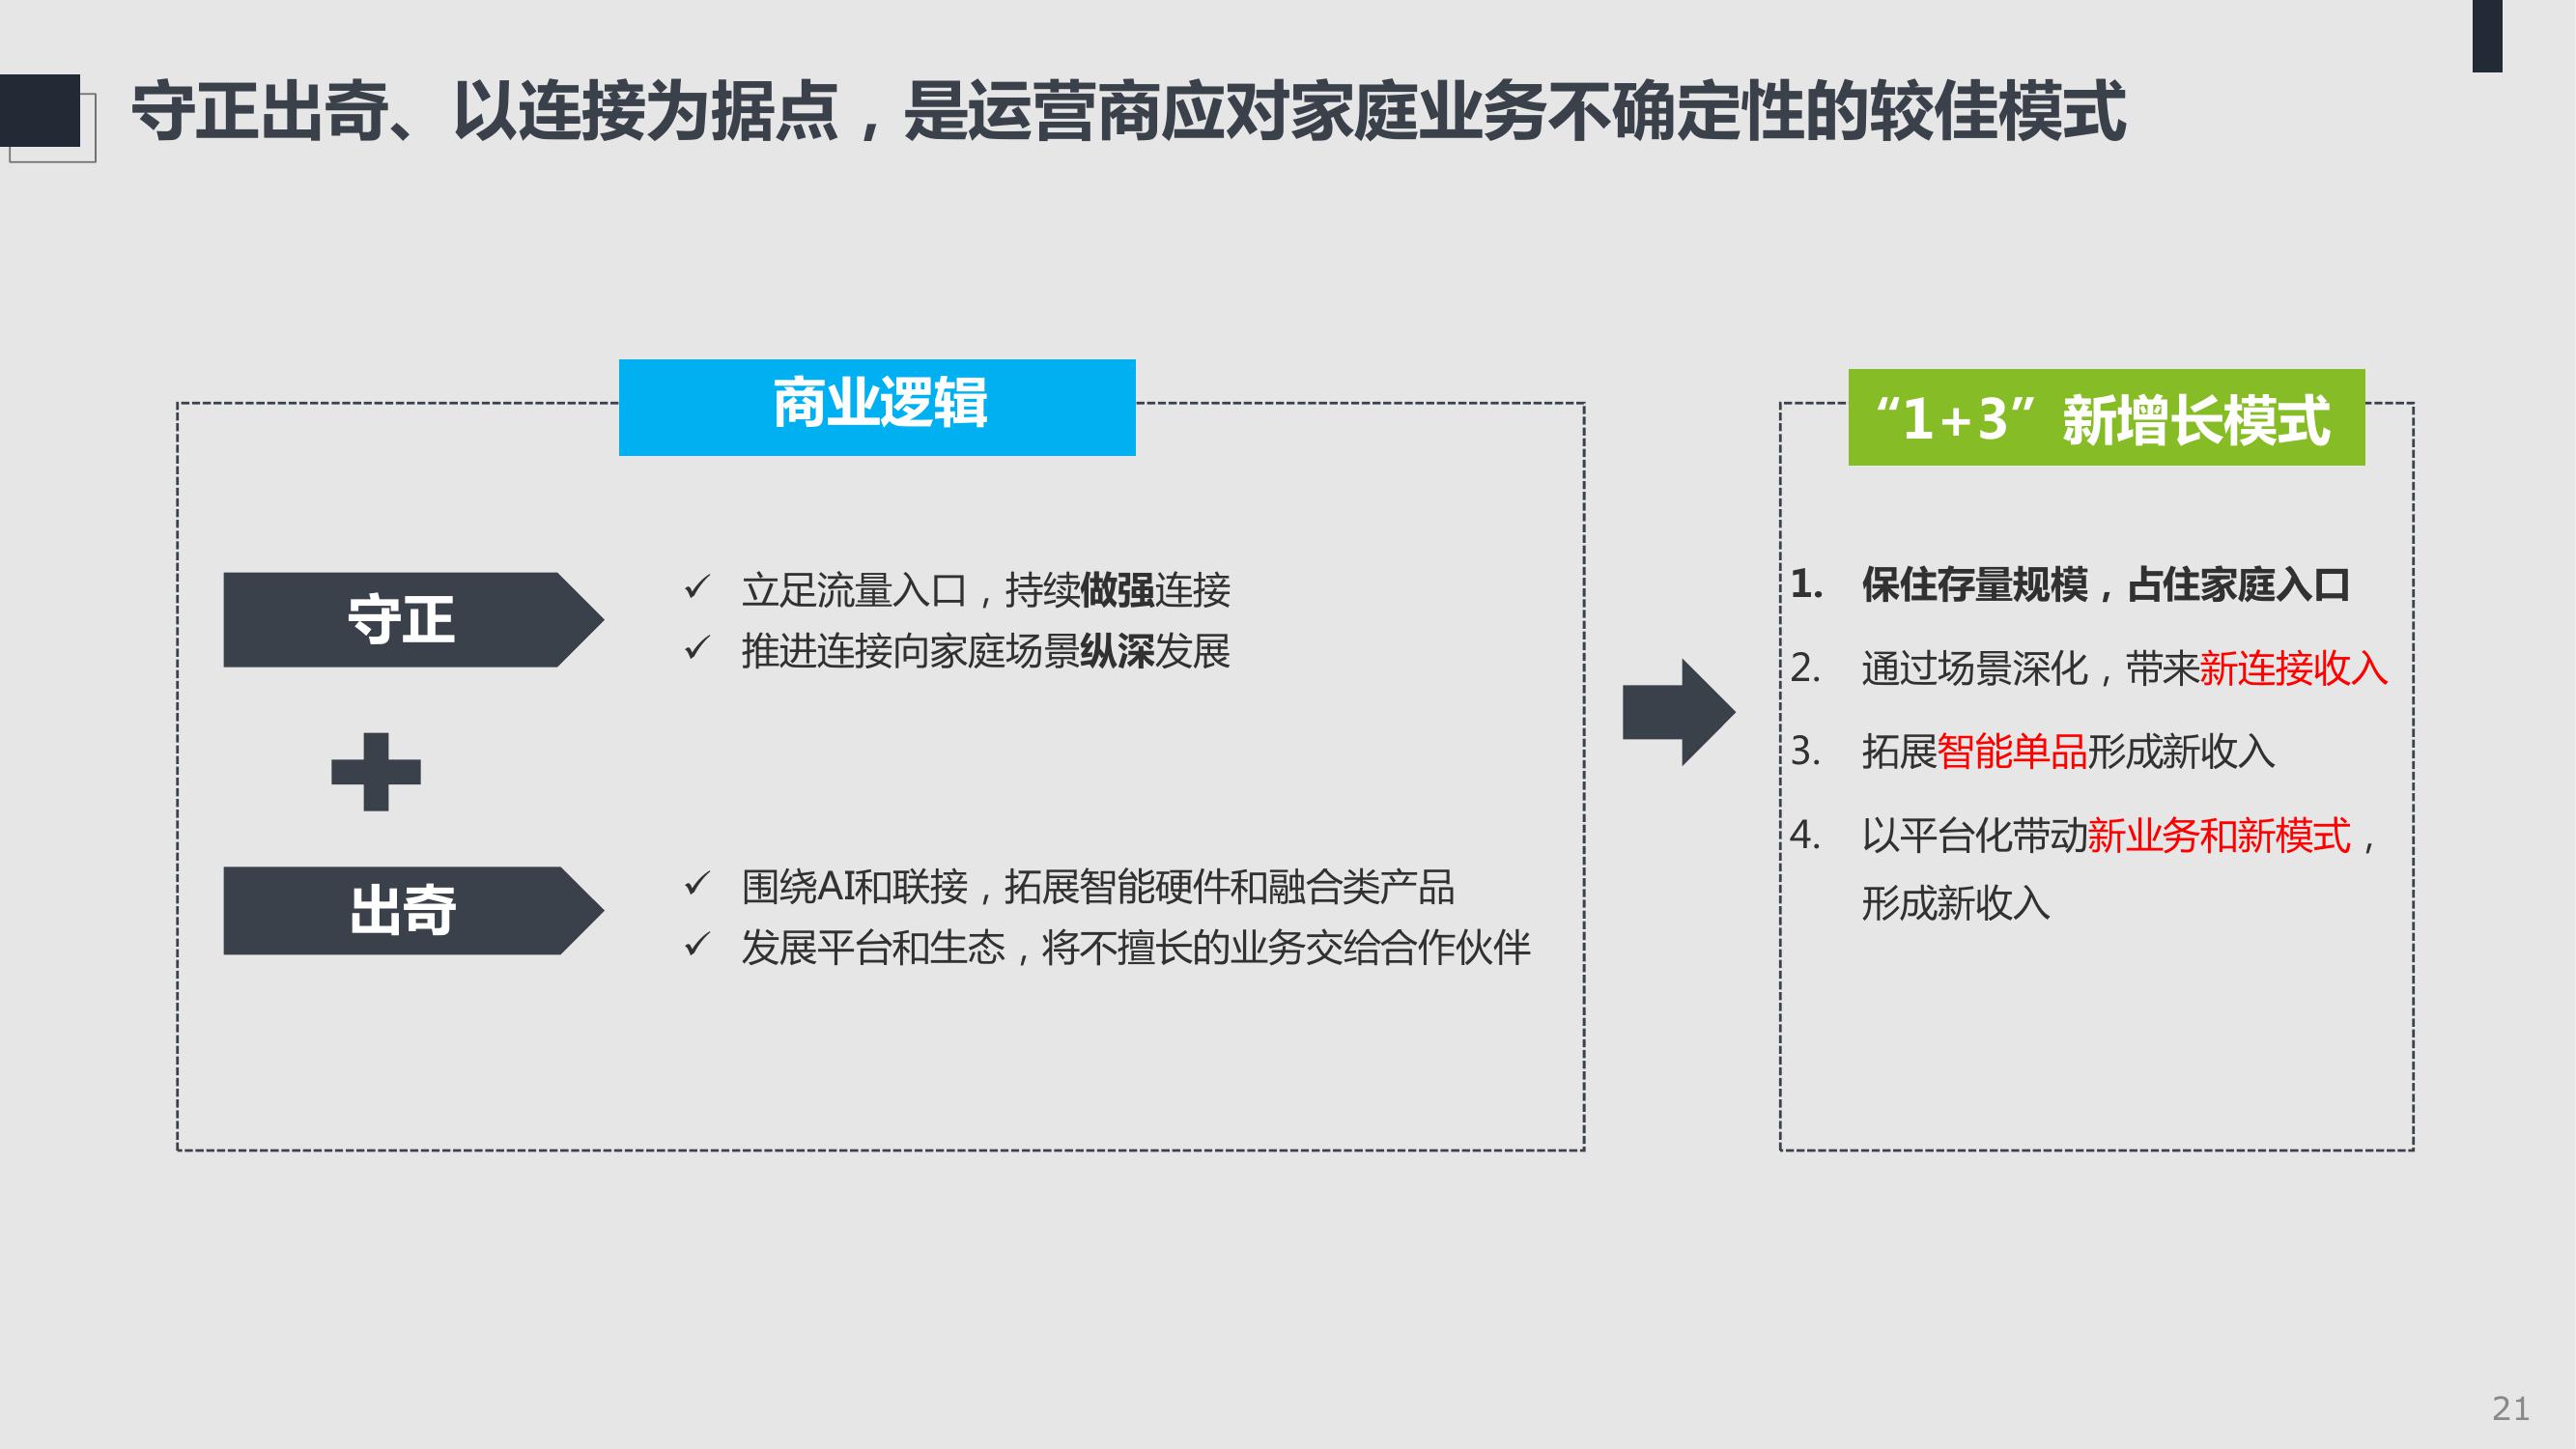 守正出奇、以连接为据点，是运营商应对家庭业务不确定性的较佳模式
商业逻辑
守正
✓ 立足流量入口，持续做强连接
✓ 推进连接向家庭场景纵深发展
出奇
✓ 围绕AI和联接，拓展智能硬件和融合类产品
✓ 发展平台和生态，将不擅长的业务交给合作伙伴
“1+3”新增长模式
1. 保住存量规模，占住家庭入口
2. 通过场景深化，带来新连接收入
3. 拓展智能单品形成新收入
4. 以平台化带动新业务和新模式，
形成新收入
21